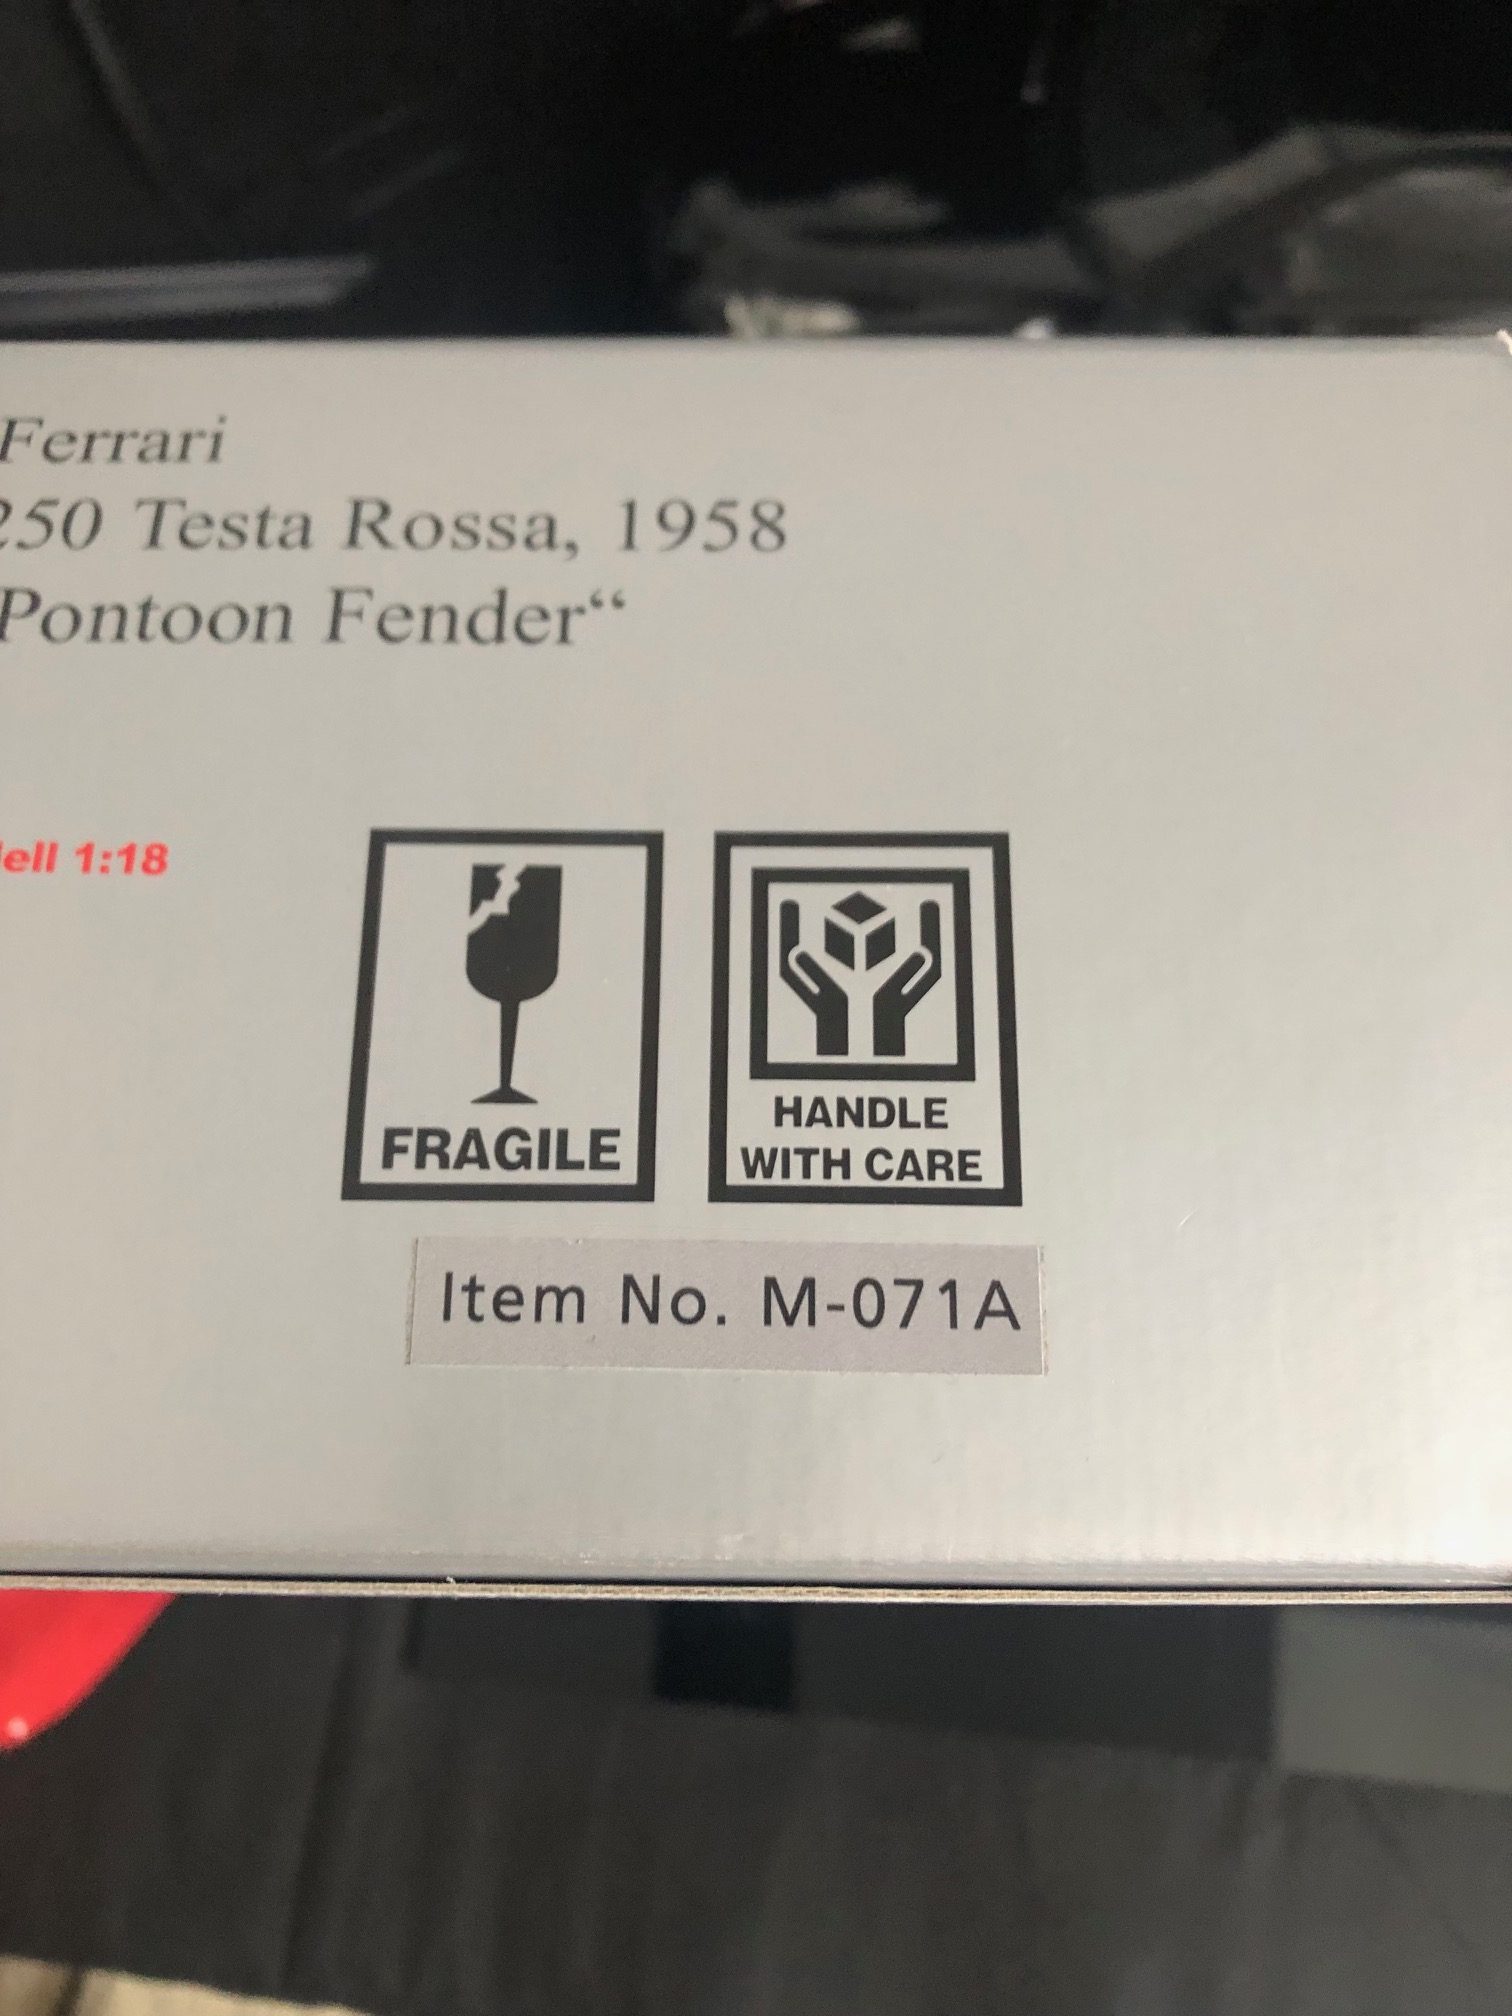 Ferrari
250 Testa Rossa, 1958
Pontoon Fender“
1:18
FRAGILE
HANDLE
WITH CARE
Item No. M-071A